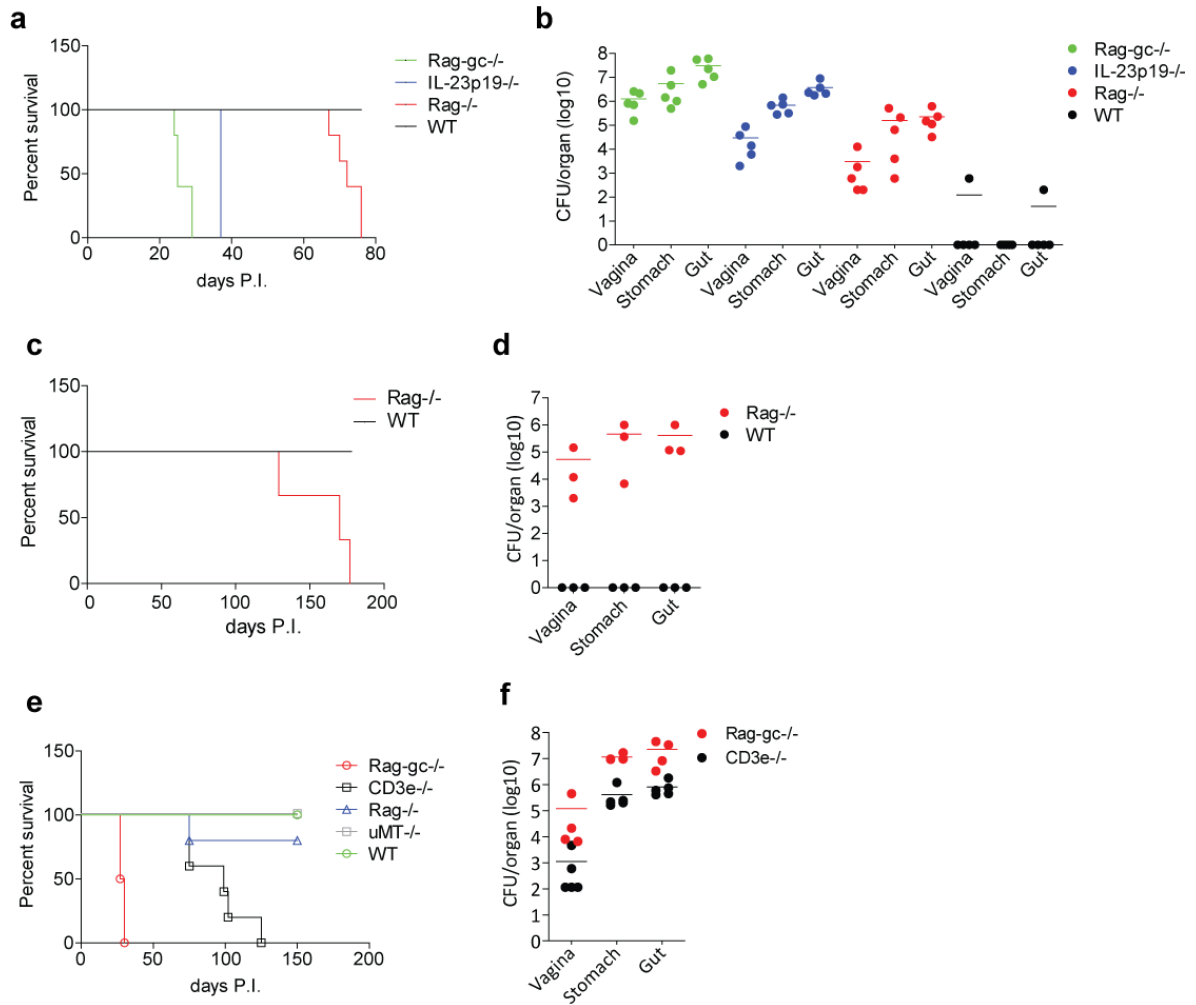 a
150
100
50
0
Percent survival
0 20 40 60 80
days P.I.
Rag-gc-/-
IL-23p19-/-
Rag-/-
WT
b
8
7
6
5
4
3
2
1
0
CFU/organ (log10)
Vagina Stomach Gut Vagina Stomach Gut Vagina Stomach Gut Vagina Stomach Gut
Rag-gc-/-
IL-23p19-/-
Rag-/-
WT
c
150
100
50
0
Percent survival
0 50 100 150 200
days P.I.
Rag-/-
WT
d
7
6
5
4
3
2
1
0
CFU/organ (log10)
Vagina Stomach Gut
Rag-/-
WT
e
150
100
50
0
Percent survival
0 50 100 150 200
days P.I.
Rag-gc-/-
CD3e-/-
Rag-/-
uMT-/-
WT
f
8
7
6
5
4
3
2
1
0
CFU/organ (log10)
Vagina Stomach Gut
Rag-gc-/-
CD3e-/-